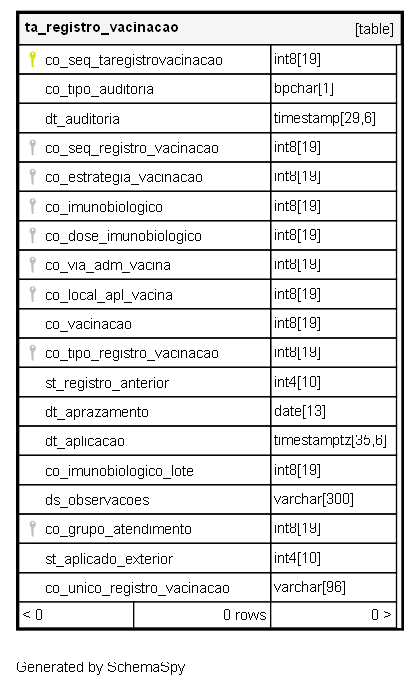 ta_registro_vacinacao [table]
co_seq_taregistrovacinacao int8[19]
co_tipo_auditoria bpchar[1]
dt_auditoria timestamp[29,6]
co_seq_registro_vacinacao int8[19]
co_estrategia_vacinacao int8[19]
co_imunobiologico int8[19]
co_dose_imunobiologico int8[19]
co_via_adm_vacina int8[19]
co_local_apl_vacina int8[19]
co_vacinacao int8[19]
co_tipo_registro_vacinacao int8[19]
st_registro_anterior int4[10]
dt_aprazamento date[13]
dt_aplicacao timestamptz[35,6]
co_imunobiologico_lote int8[19]
ds_observacoes varchar[300]
co_grupo_atendimento int8[19]
st_aplicado_exterior int4[10]
co_unico_registro_vacinacao varchar[96]
< 0 0 rows 0 >
Generated by SchemaSpy